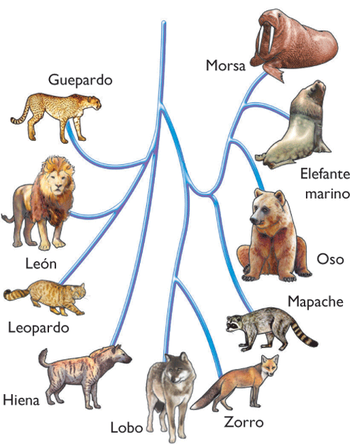 Morsa
Guepardo
Elefante
marino
León
Oso
Mapache
Leopardo
Hiena
Lobo
Zorro